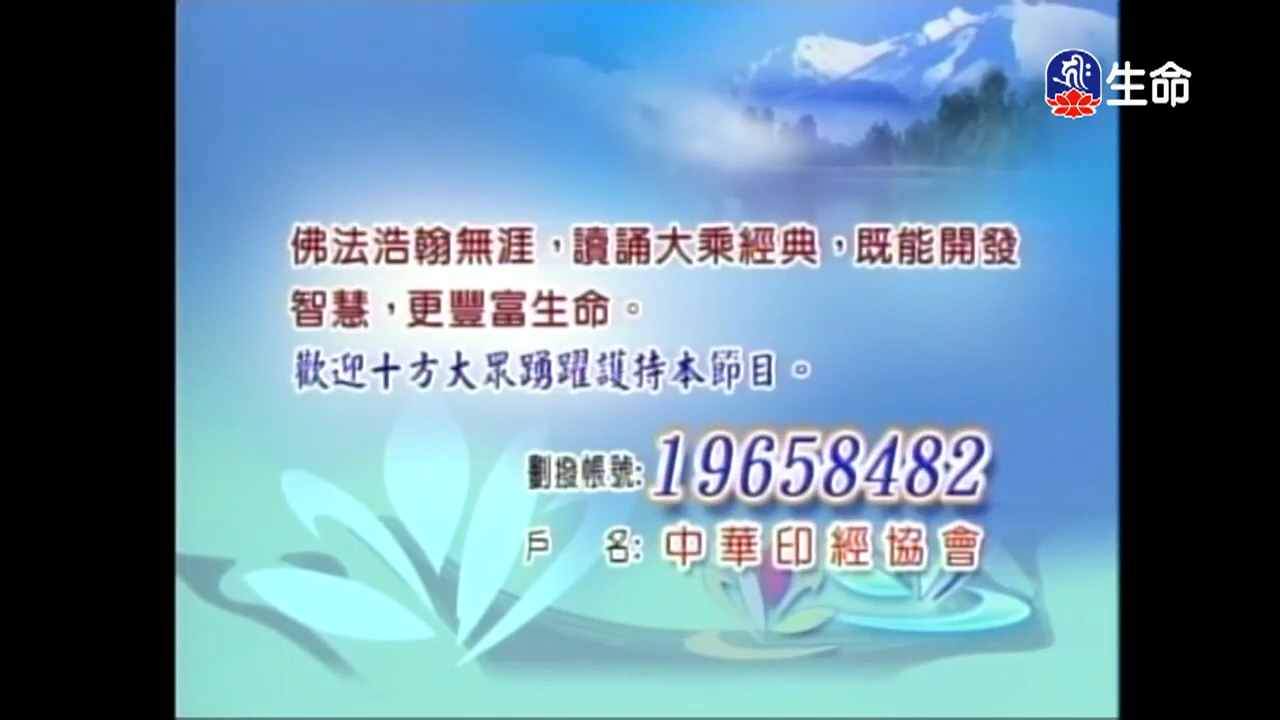 生命
佛法浩翰無涯，讀誦大乘經典，既能開發
智慧，更豐富生命。
歡迎十方大眾踴躍護持本節目。
劃撥帳號:19658482
戶 名:中華印經協會